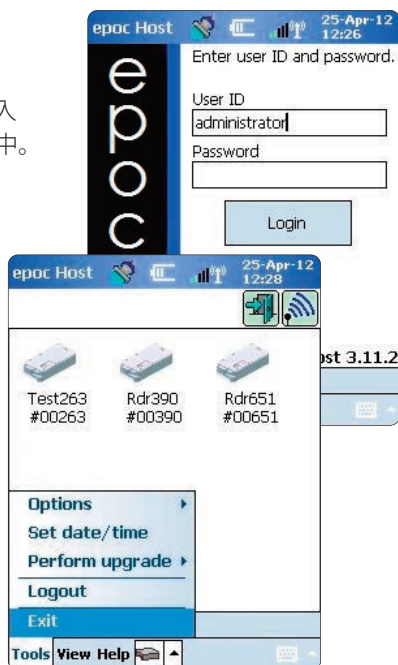 epoc Host 25-Apr-12 12:26
Enter user ID and password.
入
中。
User ID
administrator
Password
epoc
Login
epoc Host 25-Apr-12 12:28
ost 3.11.2
Test263 Rdr390 Rdr651
#00263 #00390 #00651
Options
Set date/time
Perform upgrade
Logout
Exit
Tools View Help